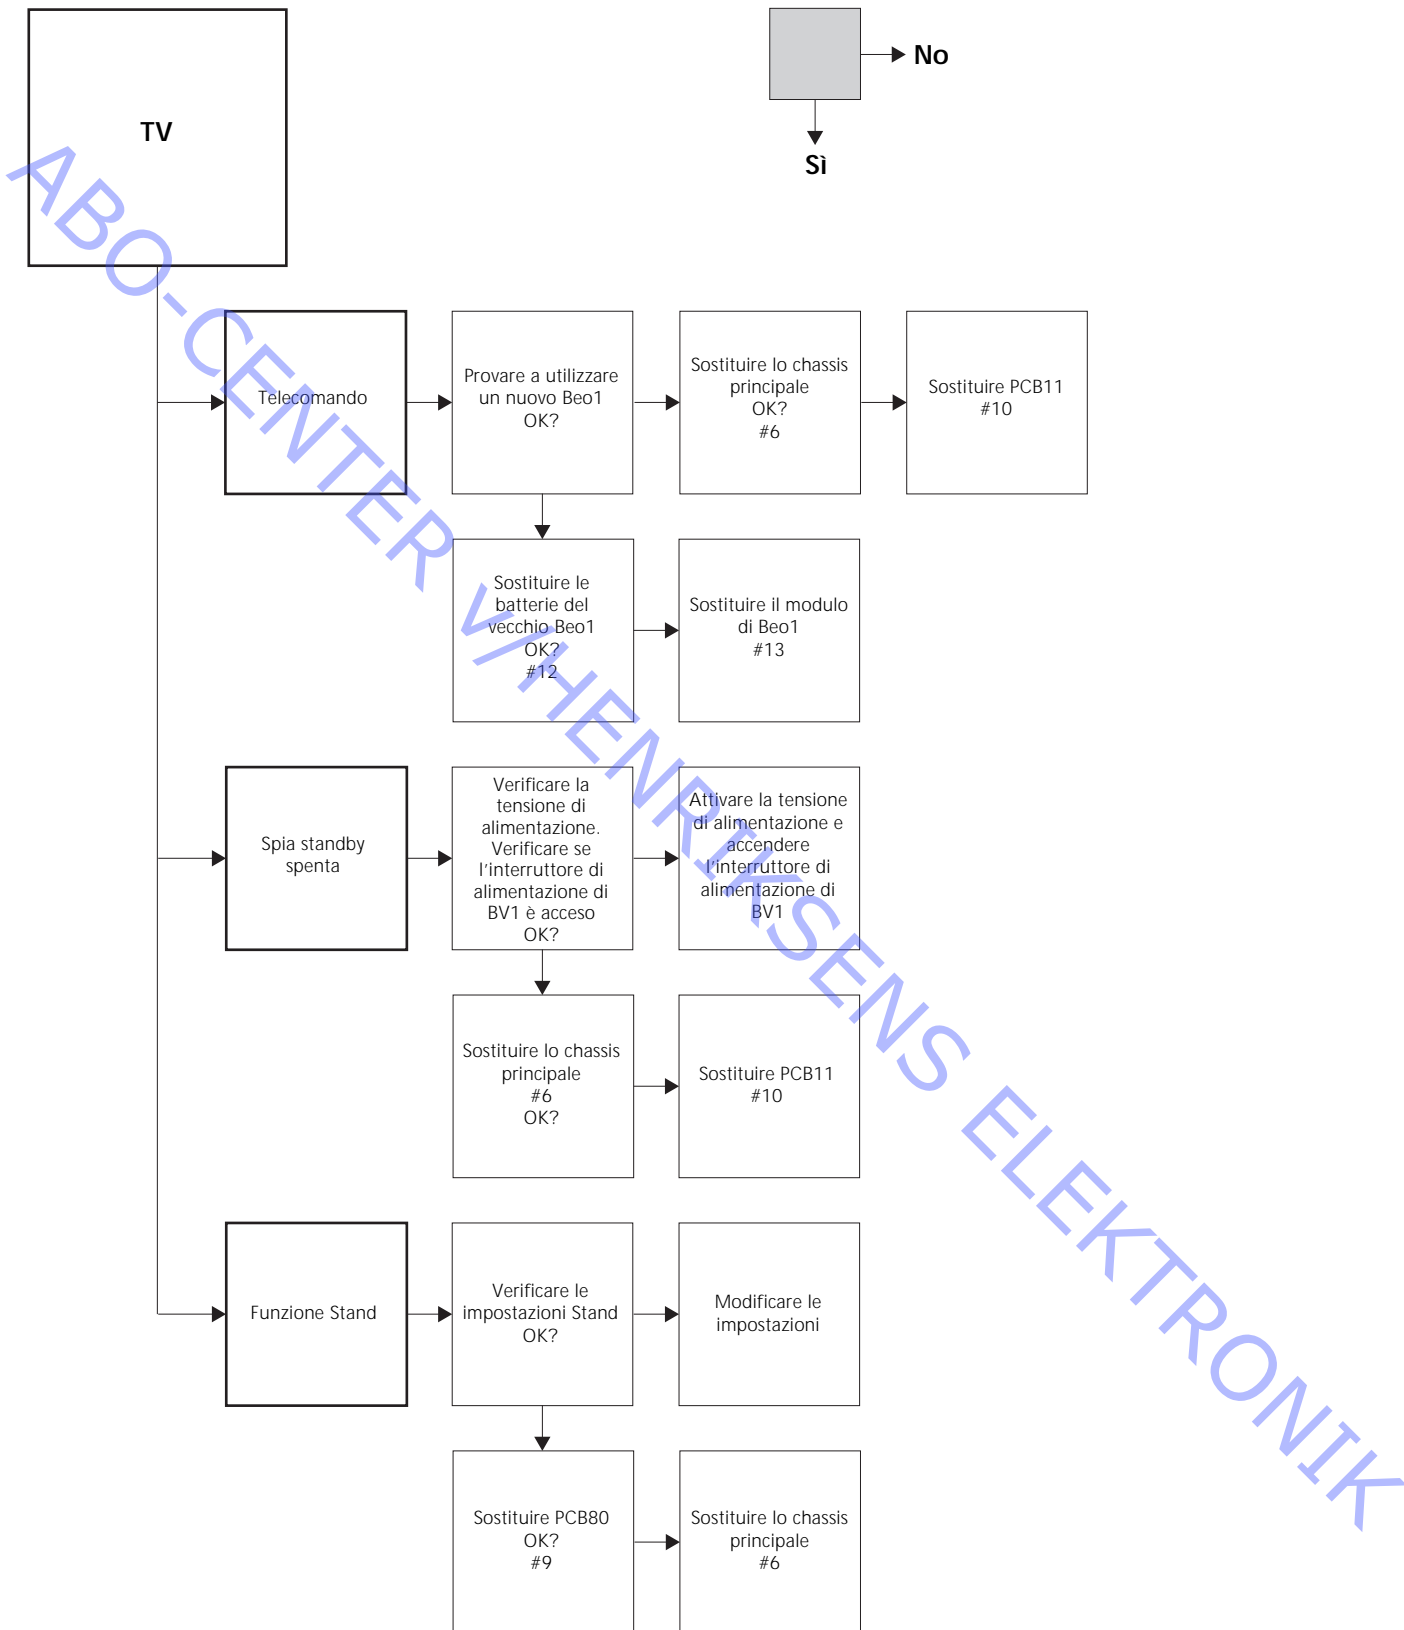 TV
No
Sì
Telecomando
Provare a utilizzare
un nuovo Beo1
OK?
Sostituire lo chassis
principale
OK?
#6
Sostituire PCB11
#10
Sostituire le
batterie del
vecchio Beo1
OK?
#12
Sostituire il modulo
di Beo1
#13
Spia standby
spenta
Verificare la
tensione di
alimentazione.
Verificare se
l'interruttore di
alimentazione di
BV1 è acceso
OK?
Attivare la tensione
di alimentazione e
accendere
l'interruttore di
alimentazione di
BV1
Sostituire lo chassis
principale
#6
OK?
Sostituire PCB11
#10
Funzione Stand
Verificare le
impostazioni Stand
OK?
Modificare le
impostazioni
Sostituire PCB80
OK?
#9
Sostituire lo chassis
principale
#6
ABO-CENTER v/HENRIKSENS ELEKTRONIK